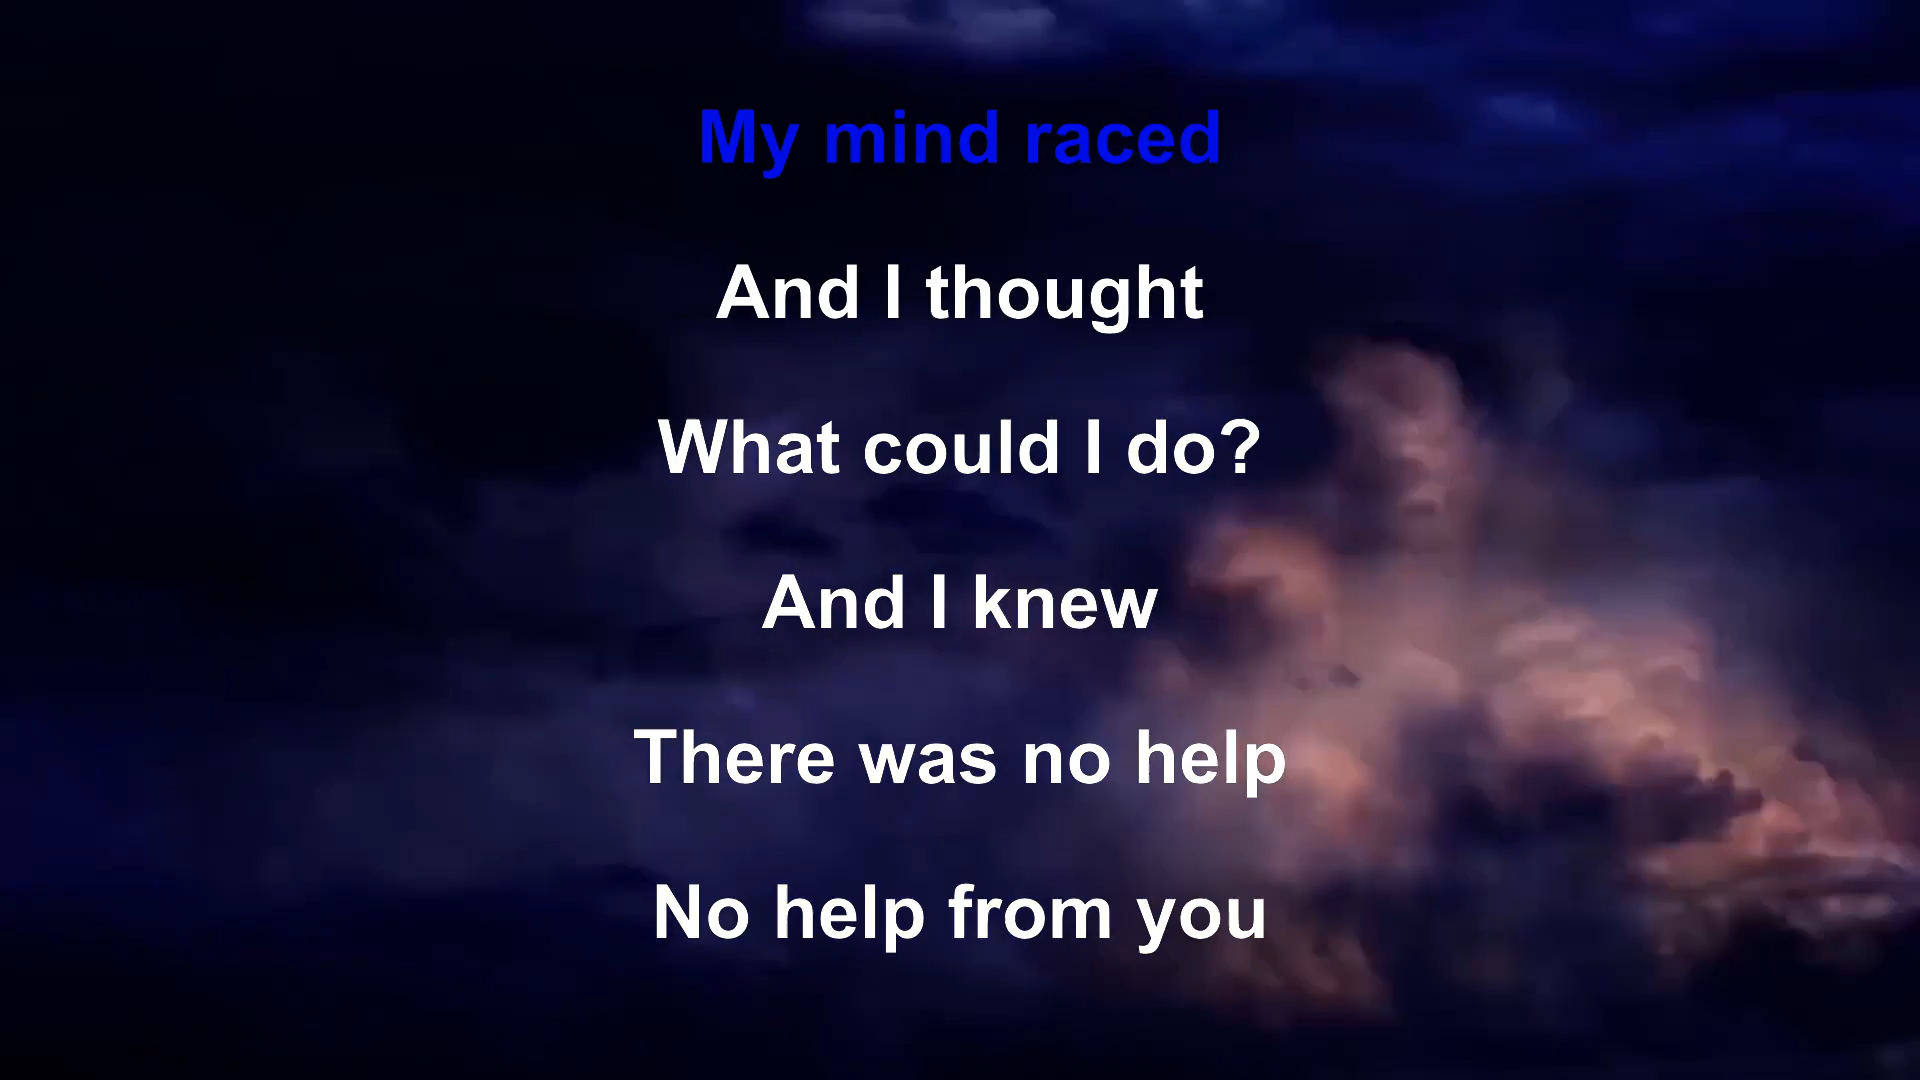 My mind raced
And I thought
What could I do?
And I knew
There was no help
No help from you